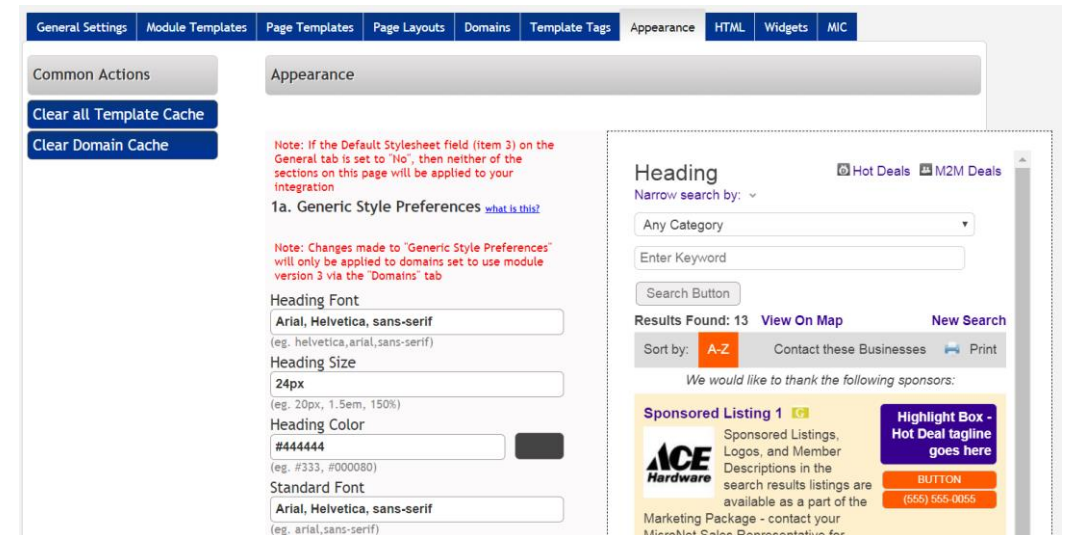 General Settings Module Templates Page Templates Page Layouts Domains Template Tags Appearance HTML Widgets MIC
Common Actions
Clear all Template Cache
Clear Domain Cache
Appearance
Note: If the Default Stylesheet field (item 3) on the
General tab is set to "No", then neither of the
sections on this page will be applied to your
integration
1a. Generic Style Preferences what is this?
Note: Changes made to "Generic Style Preferences"
will only be applied to domains set to use module
version 3 via the "Domains" tab
Heading Font
Arial, Helvetica, sans-serif
(eg. helvetica,arial,sans-serif)
Heading Size
24px
(eg. 20px, 1.5em, 150%)
Heading Color
#444444
(eg. #333, #000080)
Standard Font
Arial, Helvetica, sans-serif
(eg. arial,sans-serif)
Heading Hot Deals M2M Deals
Narrow search by:
Any Category
Enter Keyword
Search Button
Results Found: 13 View On Map New Search
Sort by: A-Z Contact these Businesses Print
We would like to thank the following sponsors:
Sponsored Listing 1 G
ACE
Hardware
Sponsored Listings,
Logos, and Member
Descriptions in the
search results listings are
available as a part of the
Marketing Package - contact your
MicroNet Sales Representative for
Highlight Box -
Hot Deal tagline
goes here
BUTTON
(555) 555-0055